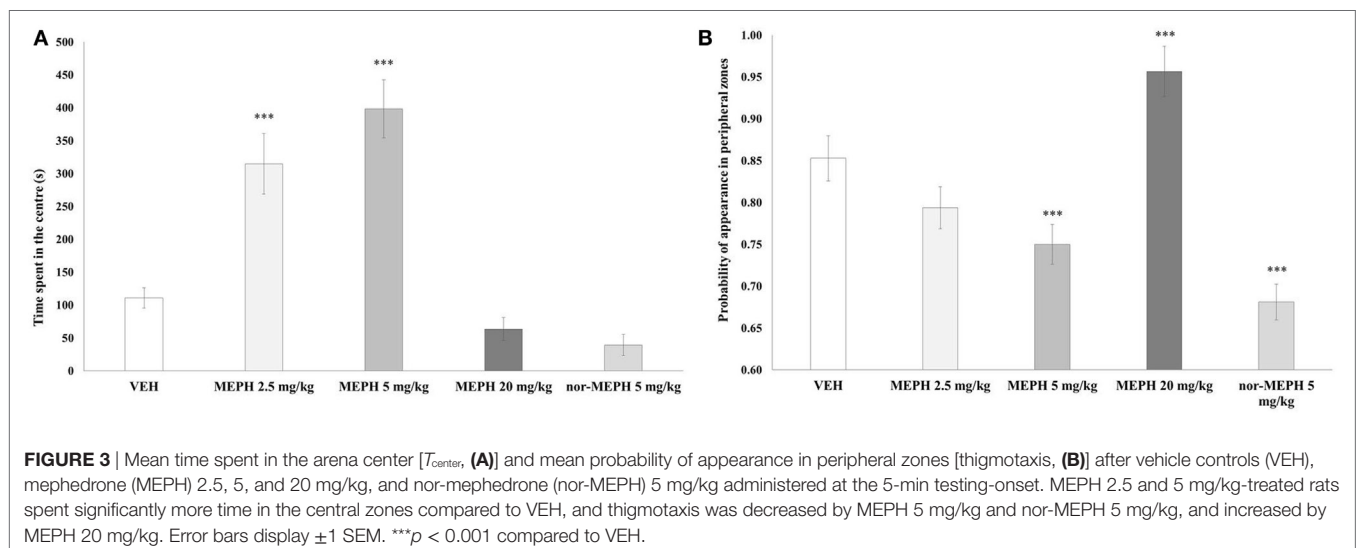 A
Time spent in the centre (s)
500
450
400
350
300
250
200
150
100
50
0
***
***
VEH
MEPH 2.5 mg/kg
MEPH 5 mg/kg
MEPH 20 mg/kg
nor-MEPH 5 mg/kg
B
Probability of appearance in peripheral zones
1.00
0.95
0.90
0.85
0.80
0.75
0.70
0.65
0.60
***
***
***
VEH
MEPH 2.5 mg/kg
MEPH 5 mg/kg
MEPH 20 mg/kg
nor-MEPH 5
mg/kg
FIGURE 3 | Mean time spent in the arena center [Tcenter, (A)] and mean probability of appearance in peripheral zones [thigmotaxis, (B)] after vehicle controls (VEH),
mephedrone (MEPH) 2.5, 5, and 20 mg/kg, and nor-mephedrone (nor-MEPH) 5 mg/kg administered at the 5-min testing-onset. MEPH 2.5 and 5 mg/kg-treated rats
spent significantly more time in the central zones compared to VEH, and thigmotaxis was decreased by MEPH 5 mg/kg and nor-MEPH 5 mg/kg, and increased by
MEPH 20 mg/kg. Error bars display ±1 SEM. ***p < 0.001 compared to VEH.